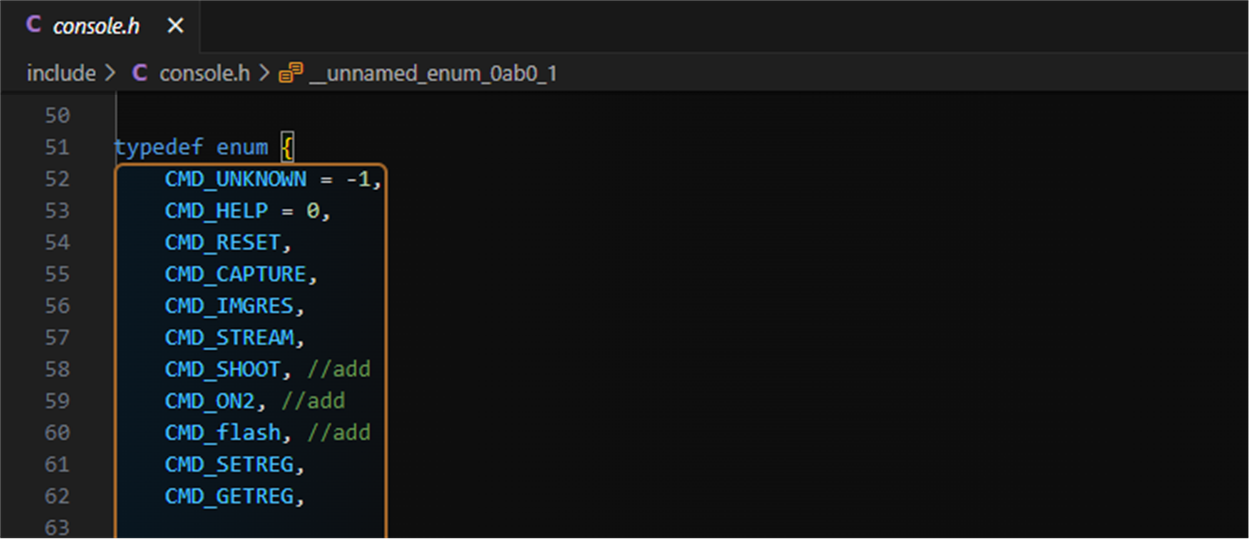 C console.h ×
include > C console.h > __unnamed_enum_0ab0_1
50
51 typedef enum {
52 CMD_UNKNOWN = -1,
53 CMD_HELP = 0,
54 CMD_RESET,
55 CMD_CAPTURE,
56 CMD_IMGRES,
57 CMD_STREAM,
58 CMD_SHOOT, //add
59 CMD_ON2, //add
60 CMD_flash, //add
61 CMD_SETREG,
62 CMD_GETREG,
63